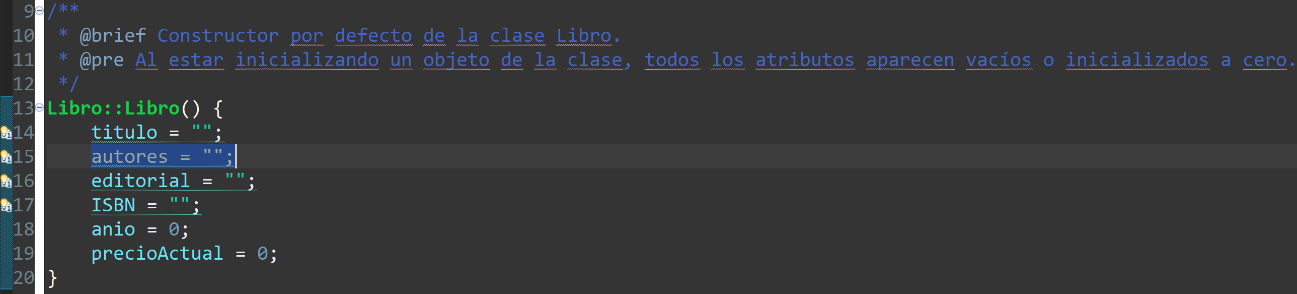 9 /**
10  * @brief Constructor por defecto de la clase Libro.
11  * @pre Al estar inicializando un objeto de la clase, todos los atributos aparecen vacíos o inicializados a cero.
12  */
13 Libro::Libro() {
14     titulo = "";
15     autores = "";
16     editorial = "";
17     ISBN = "";
18     anio = 0;
19     precioActual = 0;
20 }